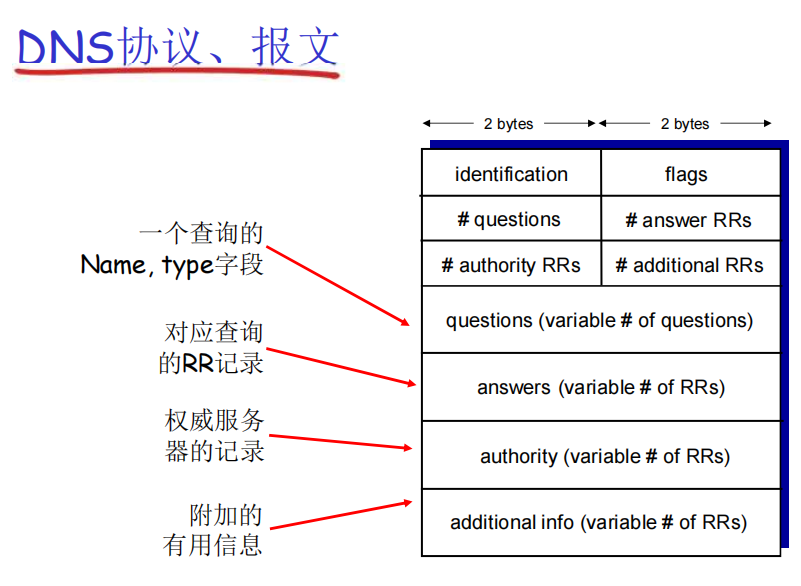 DNS协议、报文
2 bytes 2 bytes
identification flags
# questions # answer RRs
# authority RRs # additional RRs
一个查询的
Name, type字段
questions (variable # of questions)
对应查询
的RR记录
answers (variable # of RRs)
权威服务
器的记录
authority (variable # of RRs)
附加的
有用信息
additional info (variable # of RRs)